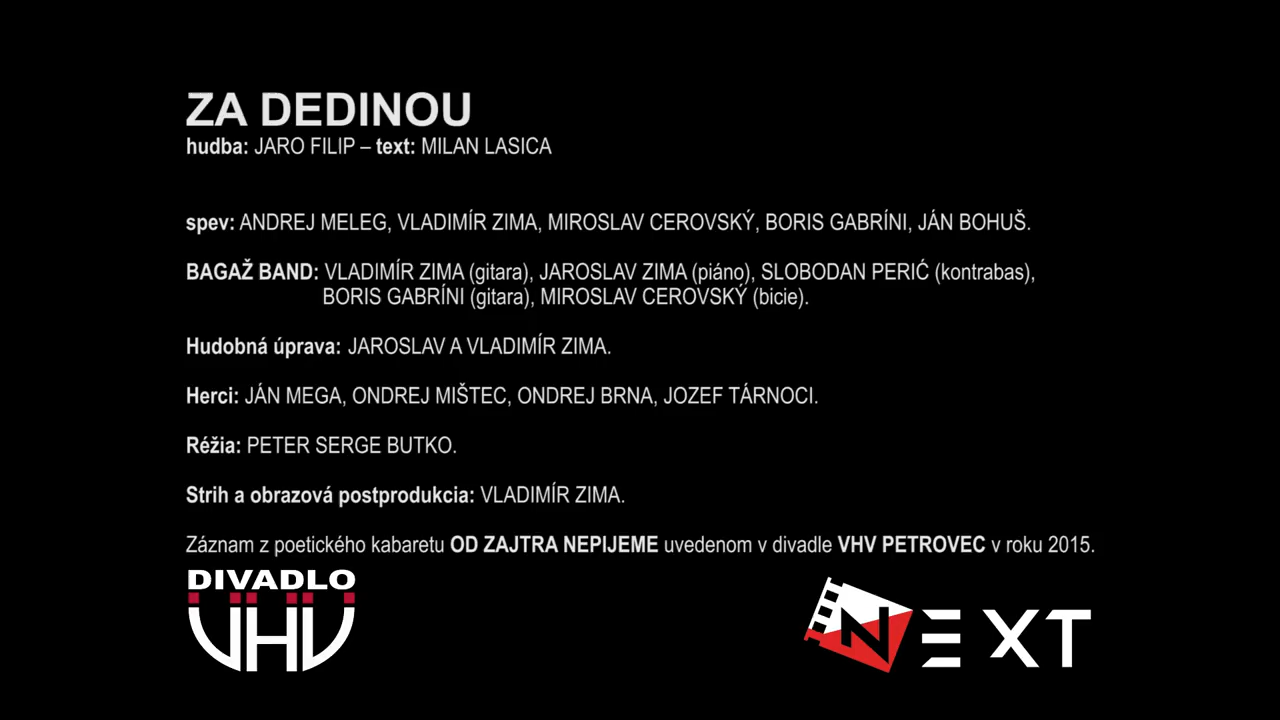 ZA DEDINOU
hudba: JARO FILIP – text: MILAN LASICA
spev: ANDREJ MELEG, VLADIMÍR ZIMA, MIROSLAV CEROVSKÝ, BORIS GABRÍNI, JÁN BOHUŠ.
BAGAŽ BAND: VLADIMÍR ZIMA (gitara), JAROSLAV ZIMA (piáno), SLOBODAN PERIĆ (kontrabas),
BORIS GABRÍNI (gitara), MIROSLAV CEROVSKÝ (bicie).
Hudobná úprava: JAROSLAV A VLADIMÍR ZIMA.
Herci: JÁN MEGA, ONDREJ MIŠTEC, ONDREJ BRNA, JOZEF TÁRNOCI.
Réžia: PETER SERGE BUTKO.
Strih a obrazová postprodukcia: VLADIMÍR ZIMA.
Záznam z poetického kabaretu OD ZAJTRA NEPIJEME uvedenom v divadle VHV PETROVEC v roku 2015.
DIVADLO
VHV
NEXT